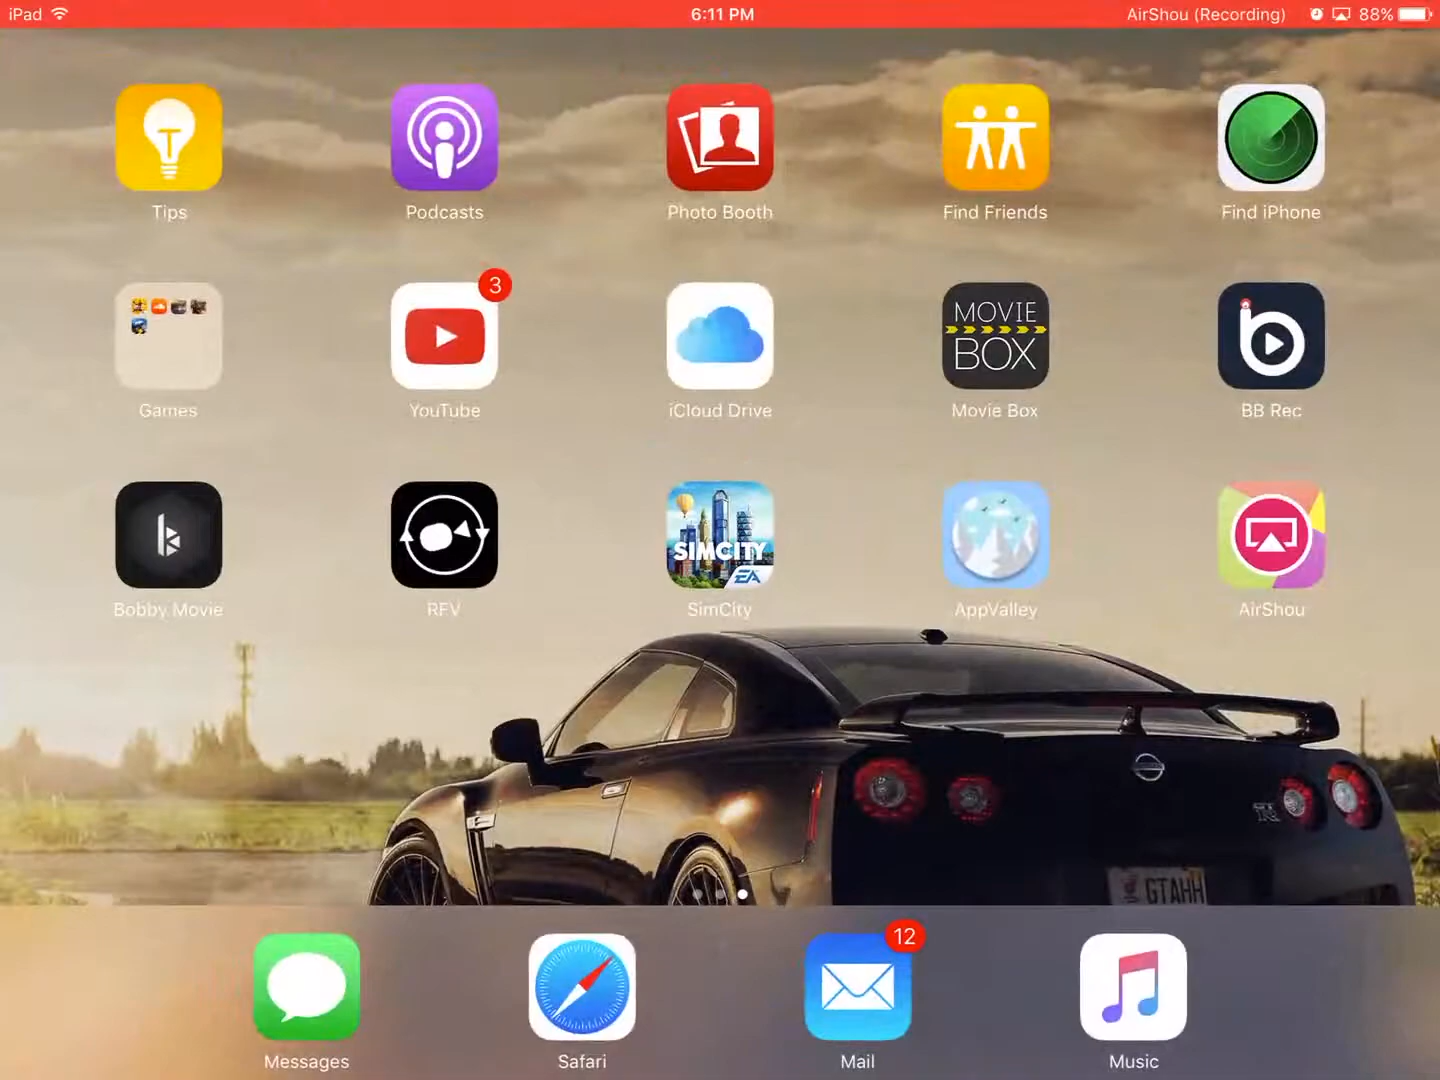 iPad 6:11 PM AirShou (Recording) 88%
Tips Podcasts Photo Booth Find Friends Find iPhone
3
MOVIE
BOX
Games YouTube iCloud Drive Movie Box BB Rec
SIMCITY
EA
Bobby Movie RFV SimCity AppValley AirShou
GTAHH
12
Messages Safari Mail Music